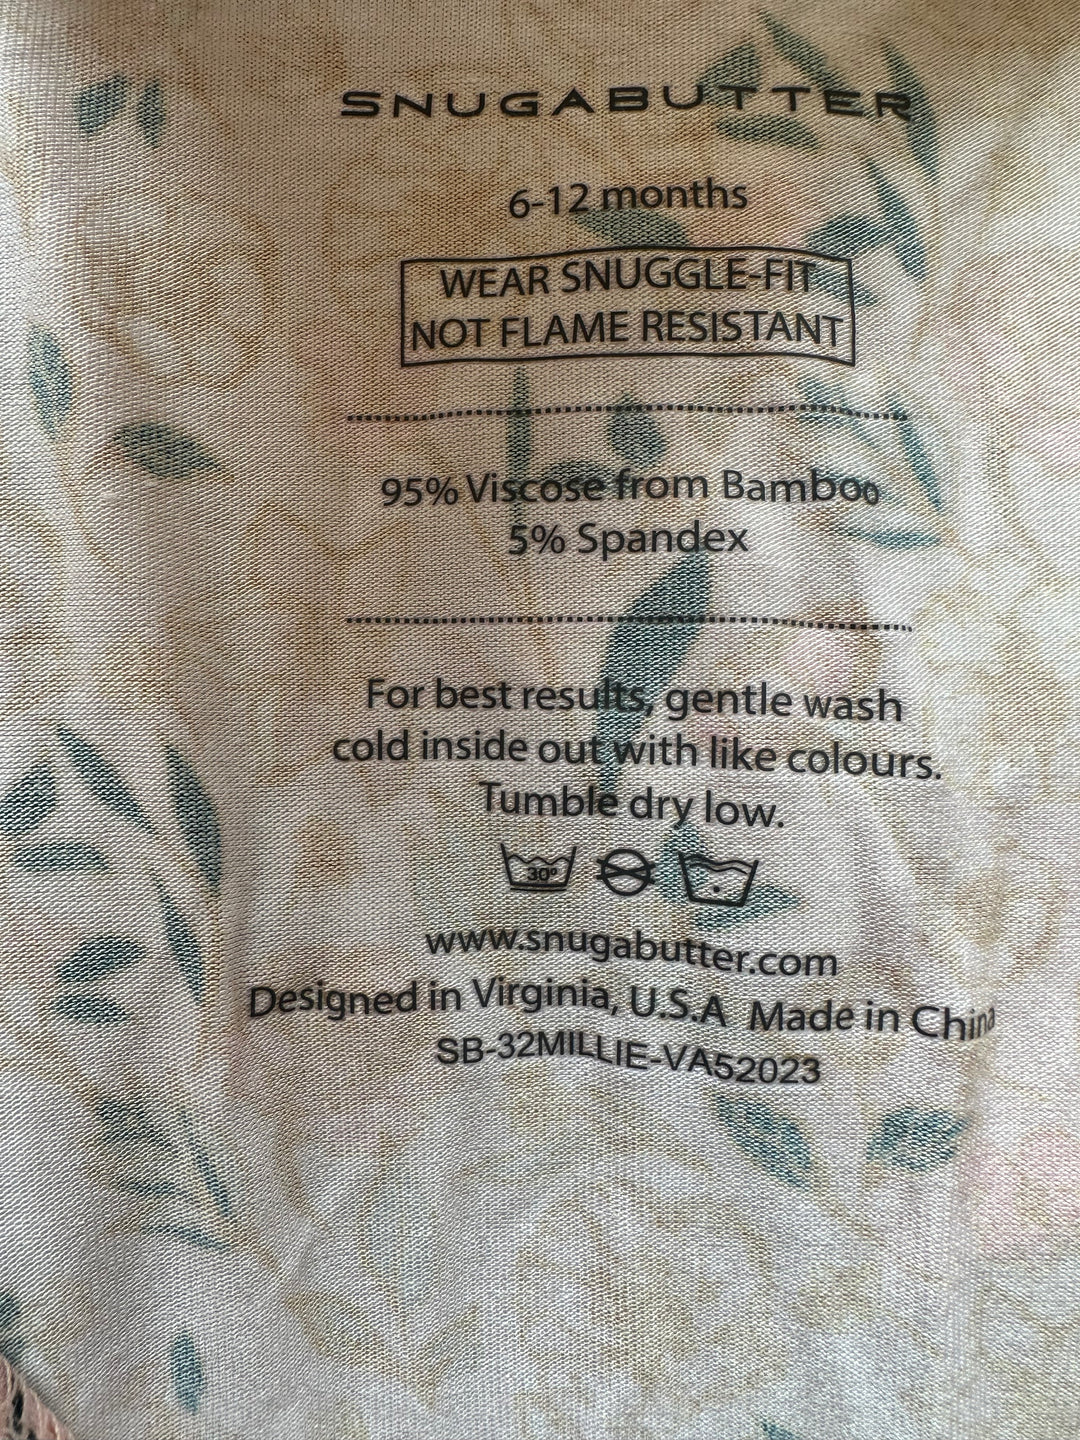 SNUGABUTTER
6-12 months
WEAR SNUGGLE-FIT
NOT FLAME RESISTANT
95% Viscose from Bamboo
5% Spandex
For best results, gentle wash
cold inside out with like colours.
Tumble dry low.
30°
www.snugabutter.com
Designed in Virginia, U.S.A Made in China
SB-32MILLIE-VA52023